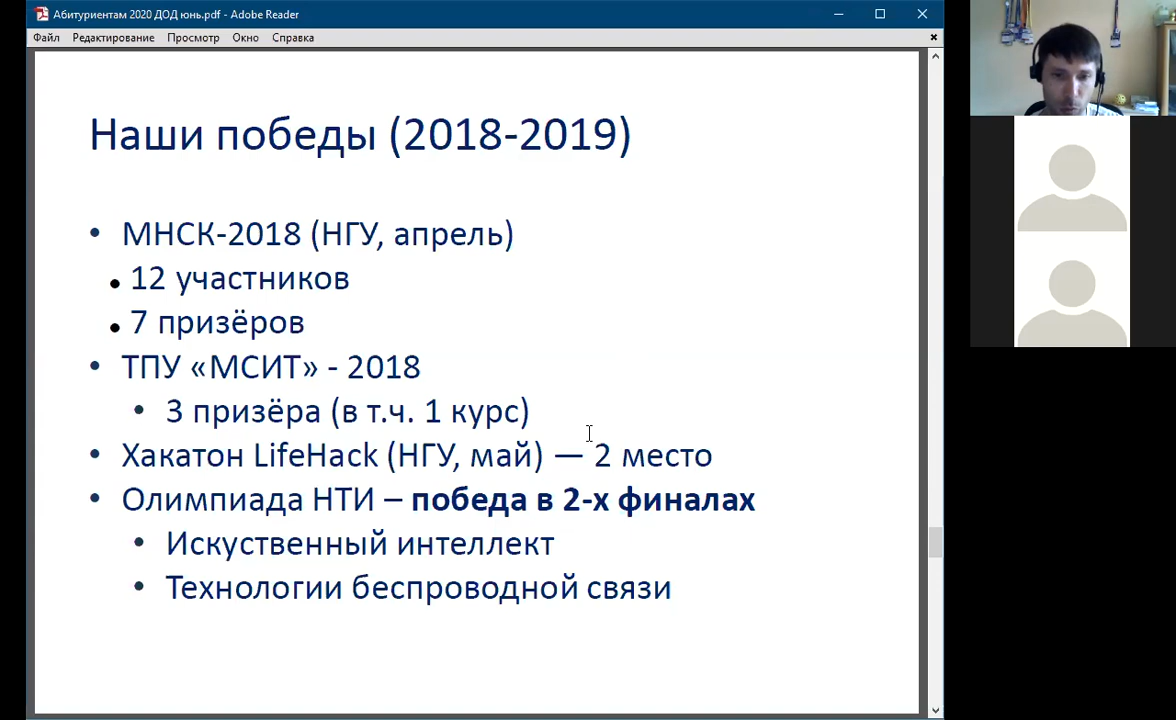 Абитуриентам 2020 ДОД юнь.pdf - Adobe Reader
Файл Редактирование Просмотр Окно Справка
Наши победы (2018-2019)
• МНСК-2018 (НГУ, апрель)
• 12 участников
• 7 призёров
• ТПУ «МСИТ» - 2018
• 3 призёра (в т.ч. 1 курс)
• Хакатон LifeHack (НГУ, май) — 2 место
• Олимпиада НТИ – победа в 2-х финалах
• Искуственный интеллект
• Технологии беспроводной связи